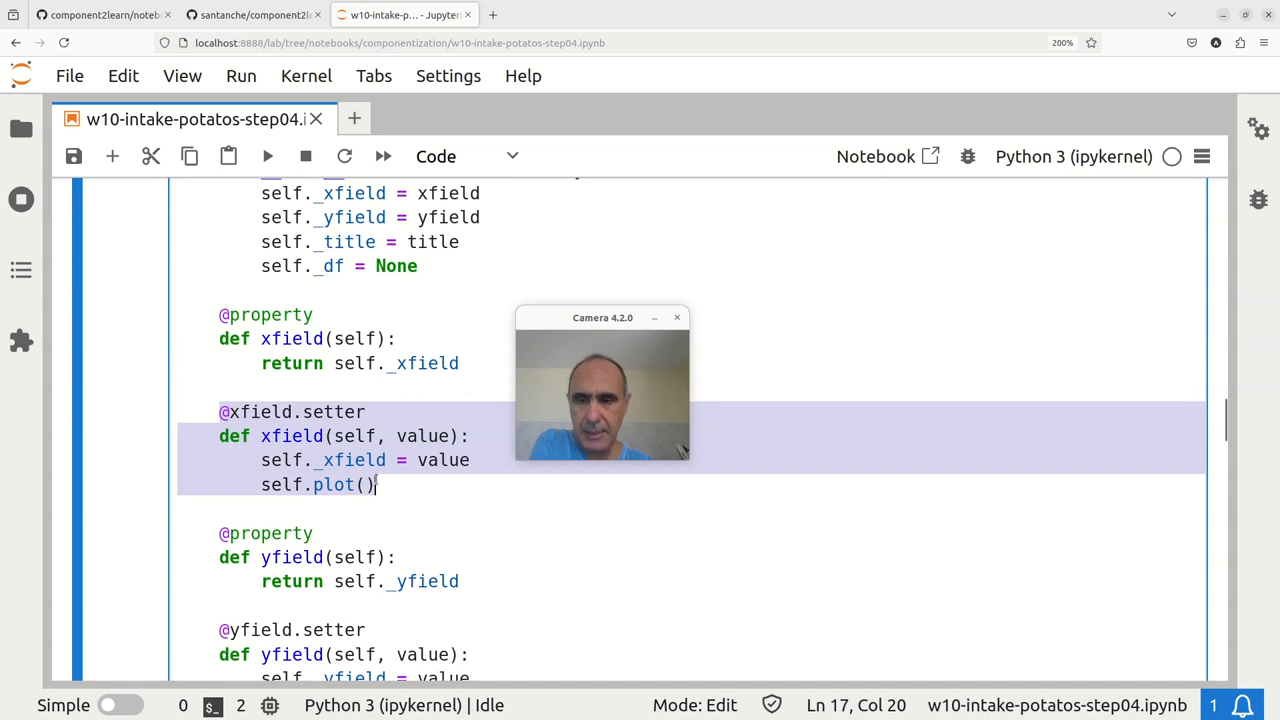 component2learn/noteb
santanche/component2l
w10-intake-p... - Jupyter
localhost:8888/lab/tree/notebooks/componentization/w10-intake-potatos-step04.ipynb
200%
File Edit View Run Kernel Tabs Settings Help
w10-intake-potatos-step04.i
Code
Notebook
Python 3 (ipykernel)
self._xfield = xfield
self._yfield = yfield
self._title = title
self._df = None
@property
def xfield(self):
return self._xfield
@xfield.setter
def xfield(self, value):
self._xfield = value
self.plot()
@property
def yfield(self):
return self._yfield
@yfield.setter
def yfield(self, value):
self._yfield = value
Camera 4.2.0
Simple 0 2 Python 3 (ipykernel) | Idle Mode: Edit Ln 17, Col 20 w10-intake-potatos-step04.ipynb 1